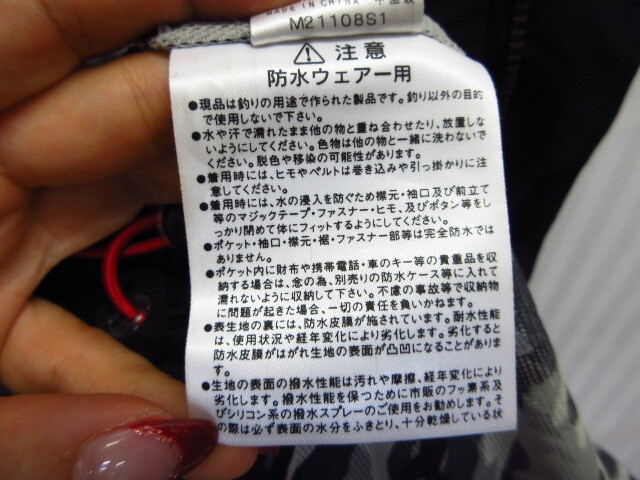 MADE IN CHINA 中国製
M21108S1
注意
防水ウェアー用
●現品は釣りの用途で作られた製品です。釣り以外の目的
で使用しないで下さい。
●水や汗で濡れたまま他の物と重ね合わせたり、放置しな
いようにしてください。色物は他の物と一緒に洗わないで
ください。脱色や移染の可能性があります。
●着用時には、ヒモやベルトは巻き込みや引っ掛かりに注
意してください。
●着用時には、水の浸入を防ぐため襟元・袖口及び前立て
等のマジックテープ・ファスナー・ヒモ、及びボタン等をし
っかり閉めて体にフィットするようにしてください。
●ポケット・袖口・襟元・裾・ファスナー部等は完全防水では
ありません。
●ポケット内に財布や携帯電話・車のキー等の貴重品を収
納する場合は、念の為、別売りの防水ケース等に入れて
濡れないように収納して下さい。不慮の事故等で収納物
に問題が起きた場合、一切の責任を負いかねます。
●表生地の裏には、防水皮膜が施されています。耐水性能
は、使用状況や経年変化により劣化します。劣化すると
防水皮膜がはがれ生地の表面が凸凹になることがありま
す。
●生地の表面の撥水性能は汚れや摩擦、経年変化により
劣化します。撥水性能を保つために市販のフッ素系及
びシリコン系の撥水スプレーのご使用をお勧めします。そ
の際は必ず表面の水分をふきとり、十分乾燥している状